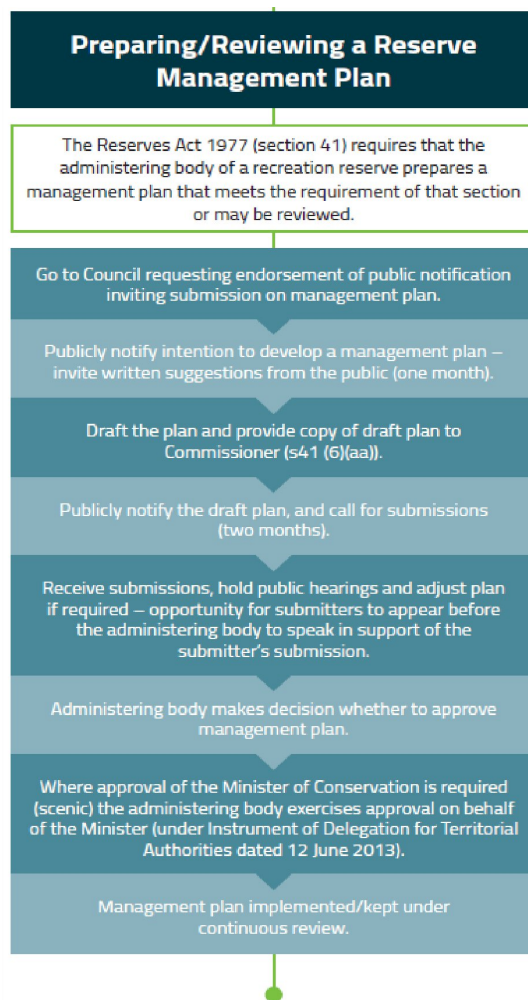 Preparing/Reviewing a Reserve
Management Plan
The Reserves Act 1977 (section 41) requires that the
administering body of a recreation reserve prepares a
management plan that meets the requirement of that section
or may be reviewed.
Go to Council requesting endorsement of public notification
inviting submission on management plan.
Publicly notify intention to develop a management plan –
invite written suggestions from the public (one month).
Draft the plan and provide copy of draft plan to
Commissioner (s41 (6)(aa)).
Publicly notify the draft plan, and call for submissions
(two months).
Receive submissions, hold public hearings and adjust plan
if required – opportunity for submitters to appear before
the administering body to speak in support of the
submitter's submission.
Administering body makes decision whether to approve
management plan.
Where approval of the Minister of Conservation is required
(scenic) the administering body exercises approval on behalf
of the Minister (under Instrument of Delegation for Territorial
Authorities dated 12 June 2013).
Management plan implemented/kept under
continuous review.